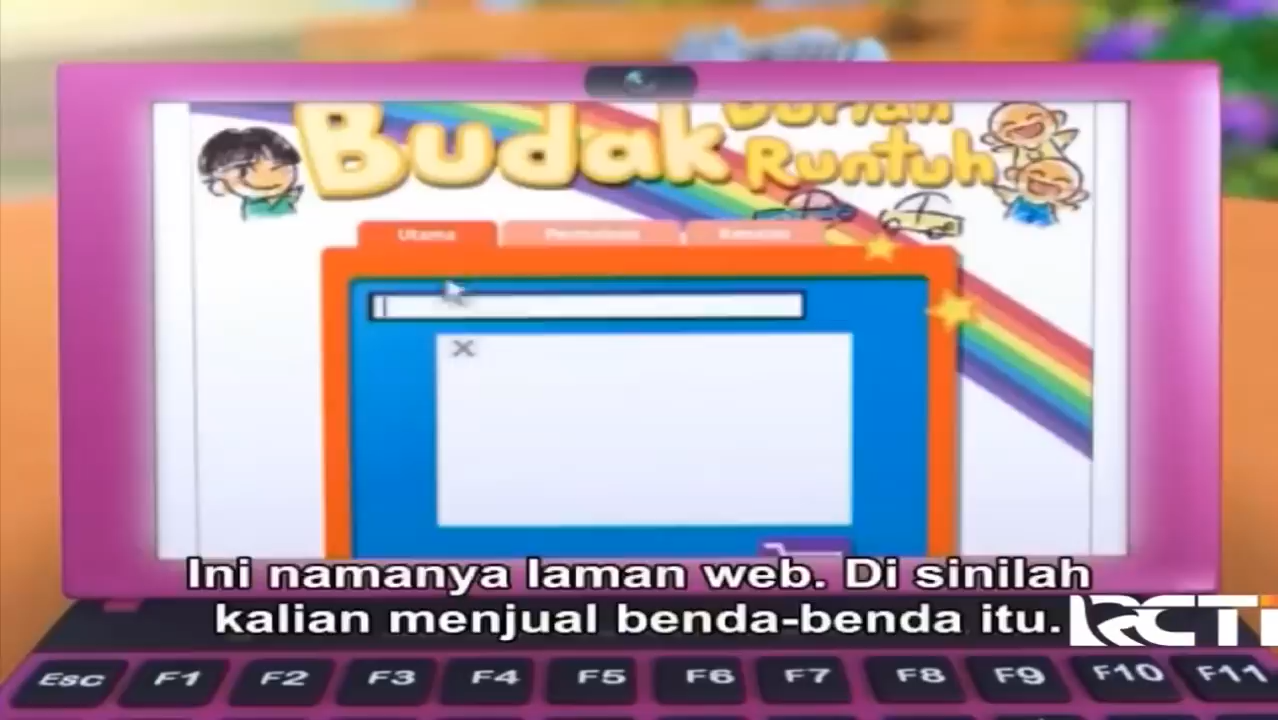 Durian
Budak
Runtuh
Utama
Ini namanya laman web. Di sinilah
kalian menjual benda-benda itu.
RCTI
Esc F1 F2 F3 F4 F5 F6 F7 F8 F9 F10 F11